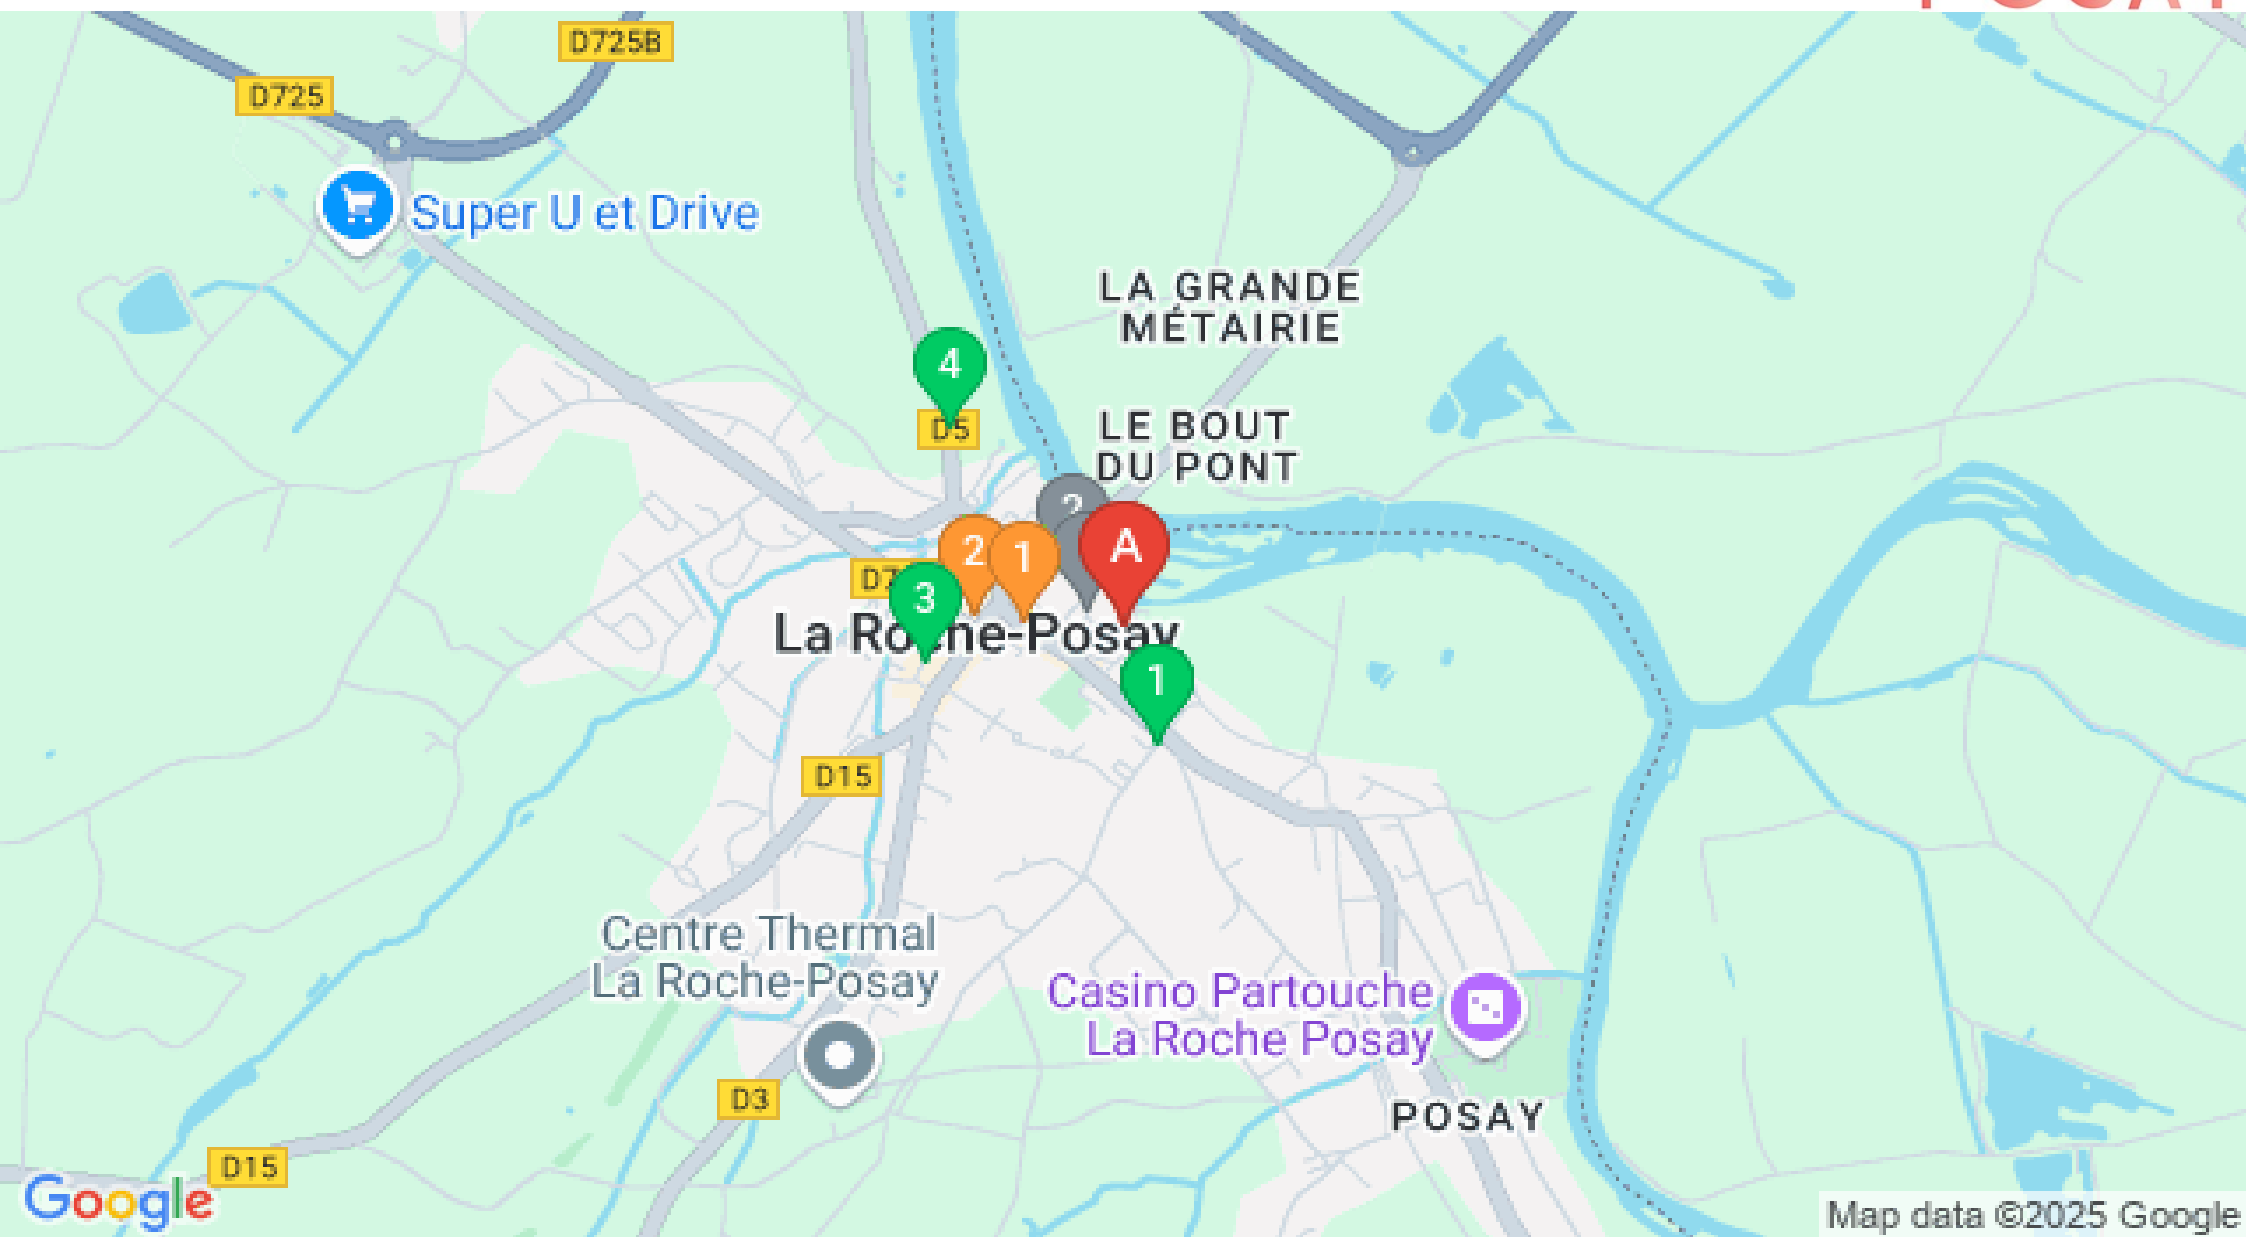 D725B
D725
Super U et Drive
LA GRANDE
MÉTAIRIE
4
D5
LE BOUT
DU PONT
2
2
1
A
3
La Roche-Posay
1
D15
Centre Thermal
La Roche-Posay
Casino Partouche
La Roche Posay
D3
POSAY
D15
Google
Map data ©2025 Google